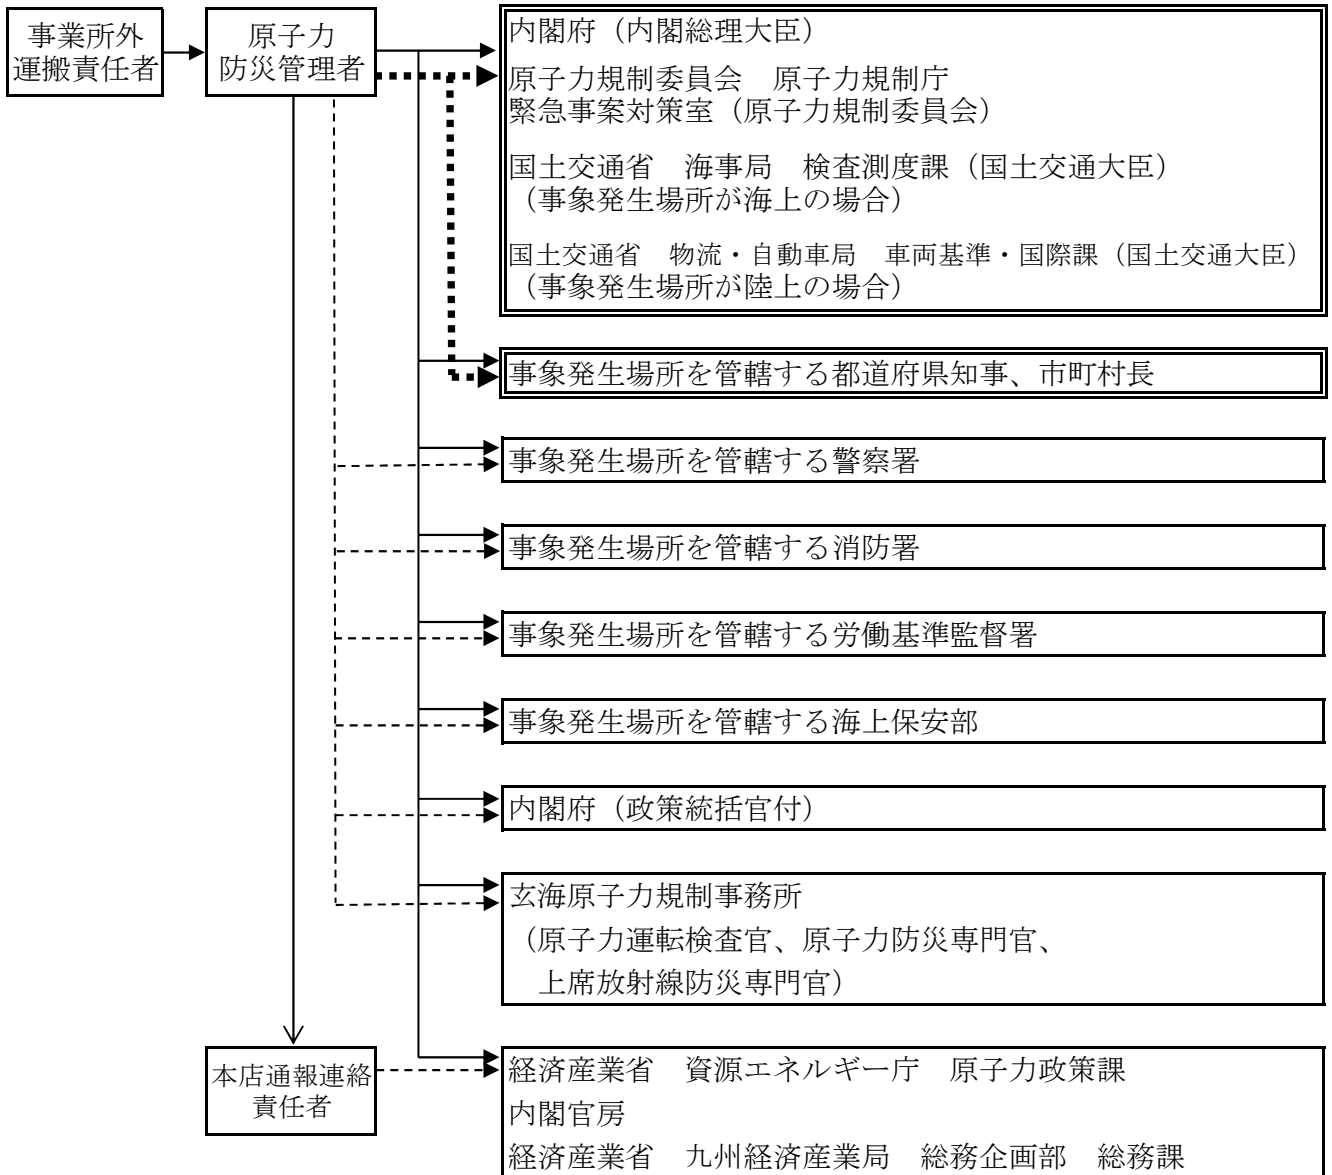 事業所外
運搬責任者
原子力
防災管理者
内閣府（内閣総理大臣）
原子力規制委員会　原子力規制庁
緊急事案対策室（原子力規制委員会）
国土交通省　海事局　検査測度課（国土交通大臣）
（事象発生場所が海上の場合）
国土交通省　物流・自動車局　車両基準・国際課（国土交通大臣）
（事象発生場所が陸上の場合）
事象発生場所を管轄する都道府県知事、市町村長
事象発生場所を管轄する警察署
事象発生場所を管轄する消防署
事象発生場所を管轄する労働基準監督署
事象発生場所を管轄する海上保安部
内閣府（政策統括官付）
玄海原子力規制事務所
（原子力運転検査官、原子力防災専門官、
上席放射線防災専門官）
本店通報連絡
責任者
経済産業省　資源エネルギー庁　原子力政策課
内閣官房
経済産業省　九州経済産業局　総務企画部　総務課